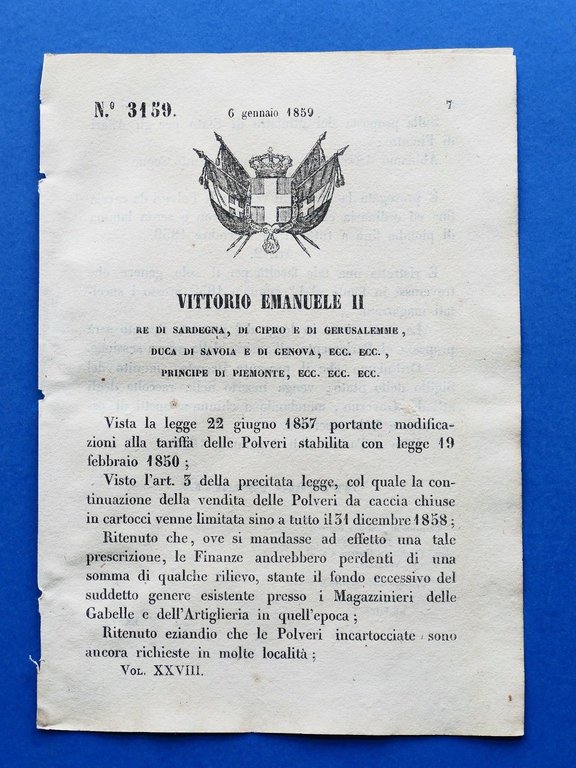 N.º 3159.
6 gennaio 1859
7
VITTORIO EMANUELE II
RE DI SARDEGNA, DI CIPRO E DI GERUSALEMME,
DUCA DI SAVOIA E DI GENOVA, ECC. ECC.,
PRINCIPE DI PIEMONTE, ECC. ECC. ECC.
Vista la legge 22 giugno 1857 portante modifica-
zioni alla tariffa delle Polveri stabilita con legge 19
febbraio 1850;
Visto l'art. 3 della precitata legge, col quale la con-
tinuazione della vendita delle Polveri da caccia chiuse
in cartocci venne limitata sino a tutto il 31 dicembre 1858;
Ritenuto che, ove si mandasse ad effetto una tale
prescrizione, le Finanze andrebbero perdenti di una
somma di qualche rilievo, stante il fondo eccessivo del
suddetto genere esistente presso i Magazzinieri delle
Gabelle e dell'Artiglieria in quell'epoca;
Ritenuto eziandio che le Polveri incartocciate sono
ancora richieste in molte località;
VOL. XXVIII.